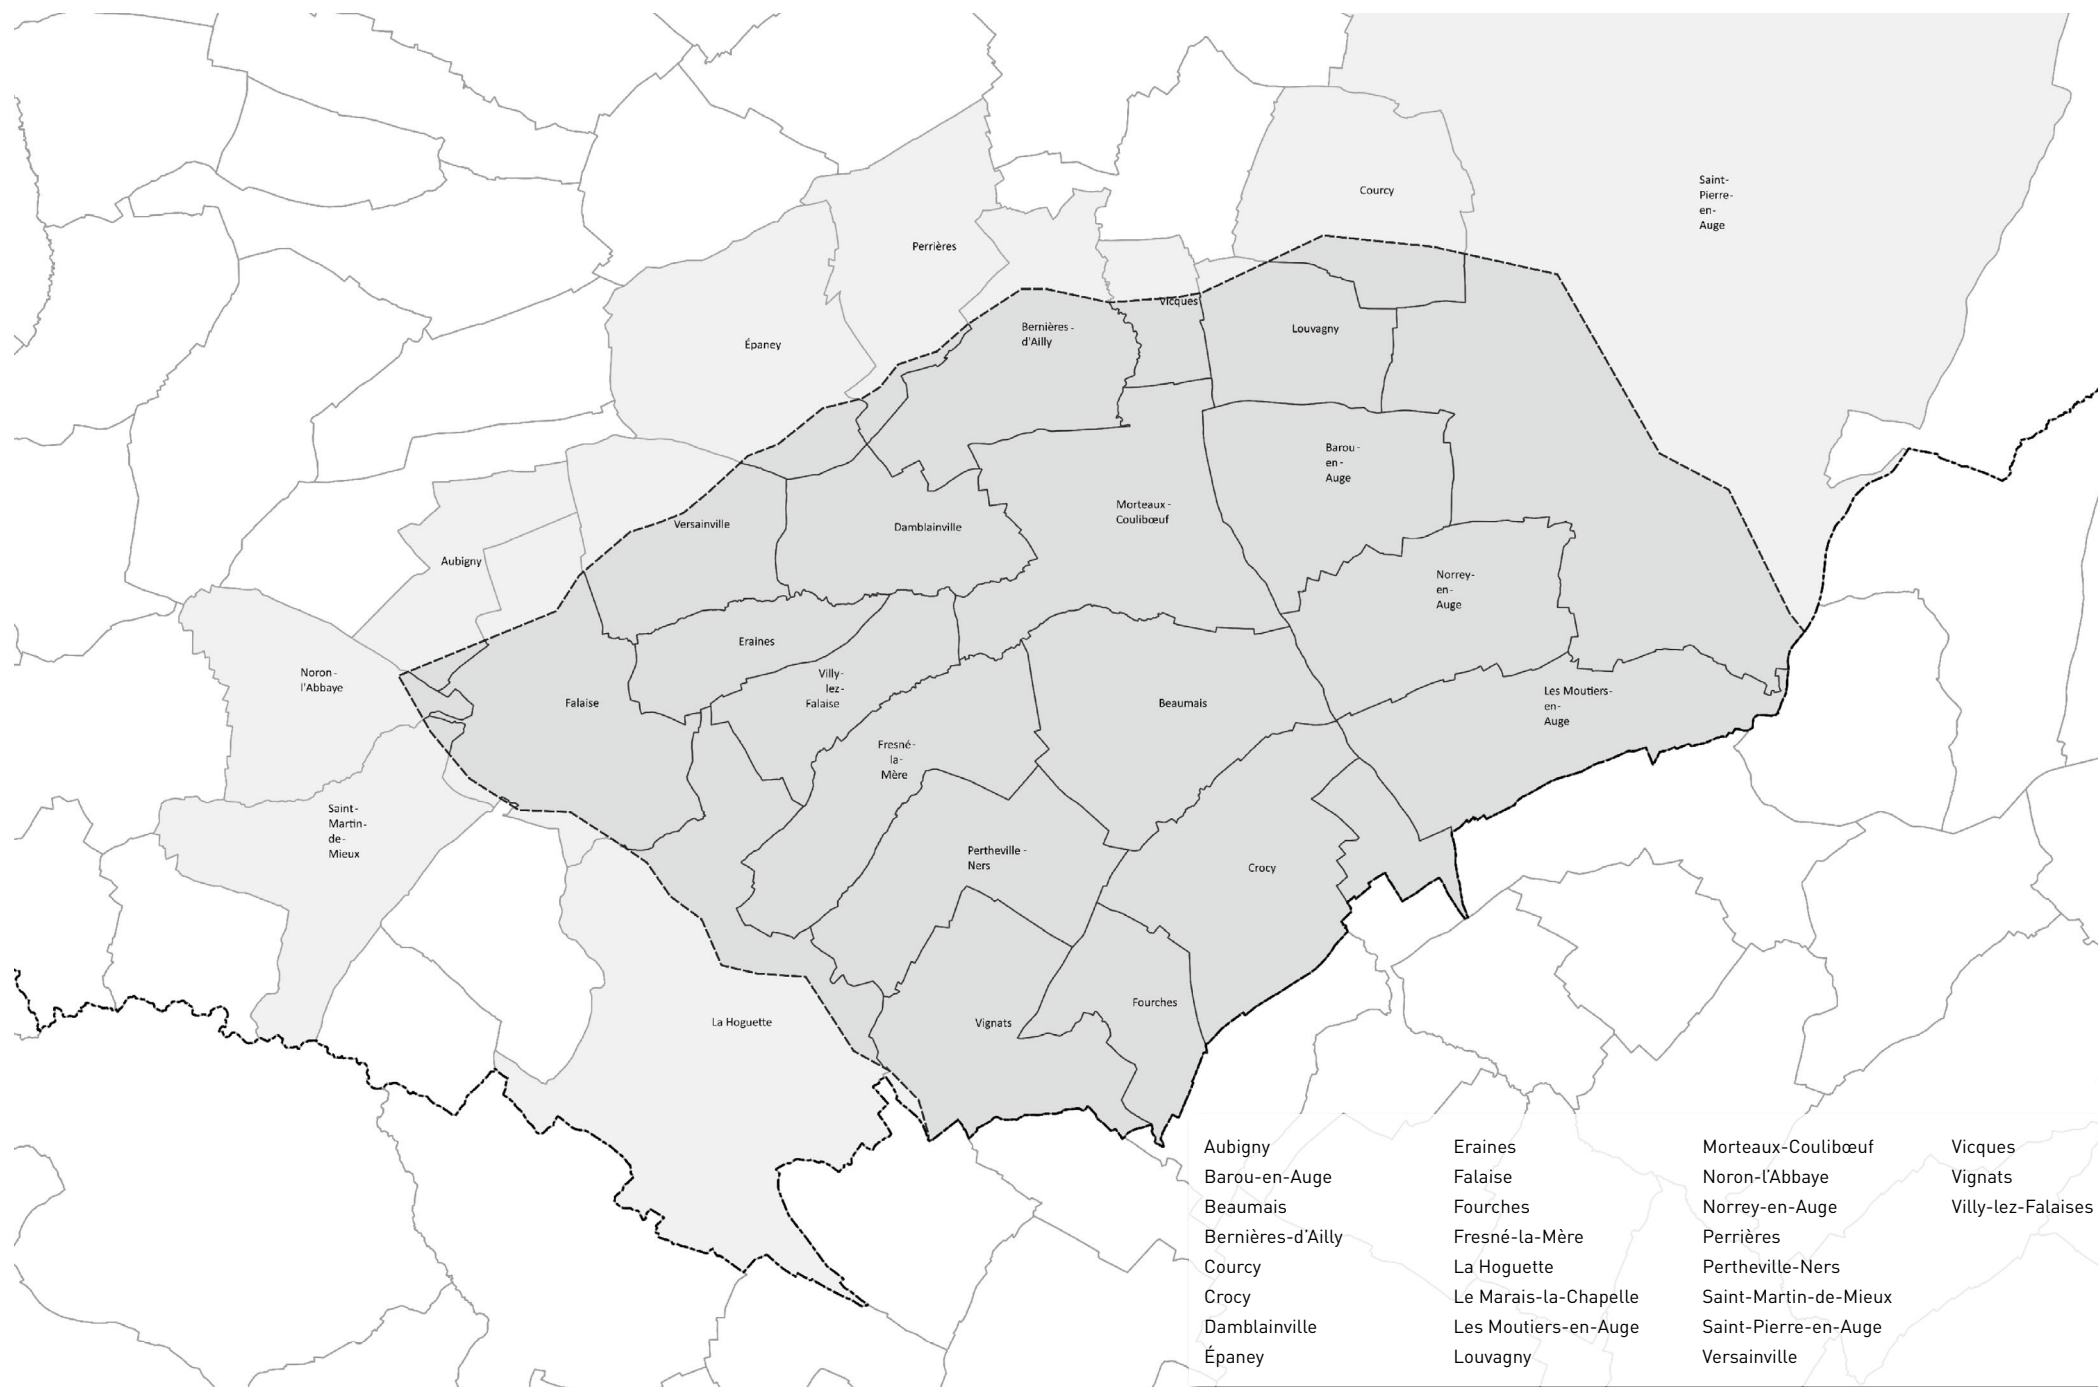 Courcy
Saint-
Pierre-
en-
Auge
Perrières
Vicques
Bernières -
d'Ailly
Louvagny
Épaney
Barou-
en-
Auge
Morteaux -
Coulibœuf
Versainville
Damblainville
Aubigny
Norrey-
en-
Auge
Eraines
Noron-
l'Abbaye
Villy-
lez-
Falaise
Falaise
Beaumais
Les Moutiers-
en-
Auge
Fresné-
la-
Mère
Saint-
Martin-
de-
Mieux
Pertheville -
Ners
Crocy
Fourches
La Hoguette
Vignats
Aubigny
Barou-en-Auge
Beaumais
Bernières-d'Ailly
Courcy
Crocy
Damblainville
Épaney
Eraines
Falaise
Fourches
Fresné-la-Mère
La Hoguette
Le Marais-la-Chapelle
Les Moutiers-en-Auge
Louvagny
Morteaux-Coulibœuf
Noron-l'Abbaye
Norrey-en-Auge
Perrières
Pertheville-Ners
Saint-Martin-de-Mieux
Saint-Pierre-en-Auge
Versainville
Vicques
Vignats
Villy-lez-Falaises